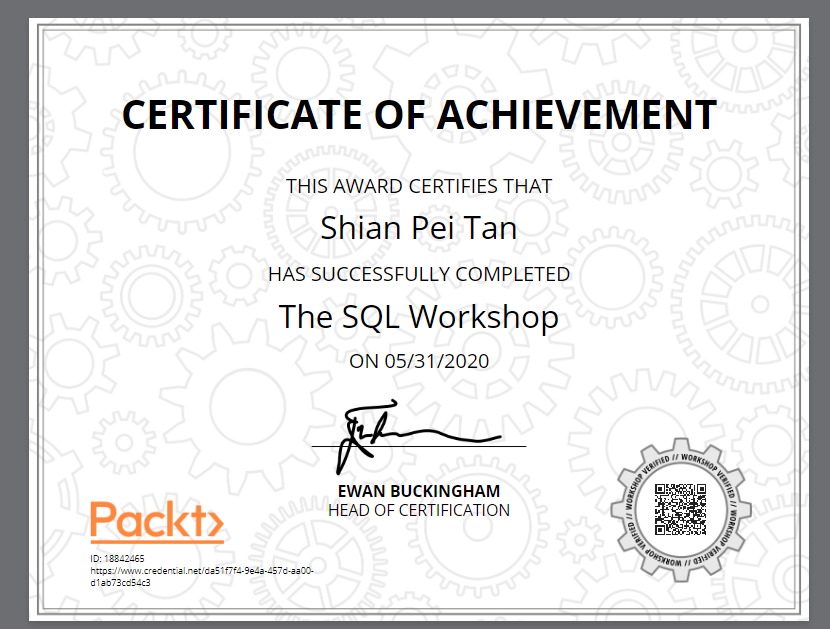 CERTIFICATE OF ACHIEVEMENT
THIS AWARD CERTIFIES THAT
Shian Pei Tan
HAS SUCCESSFULLY COMPLETED
The SQL Workshop
ON 05/31/2020
EWAN BUCKINGHAM
HEAD OF CERTIFICATION
Packt>
ID: 18842465
https://www.credential.net/da51f7f4-9e4a-457d-aa00-
d1ab73cd54c3
WORKSHOP VERIFIED // WORKSHOP VERIFIED // WORKSHOP VERIFIED // WORKSHOP VERIFIED //